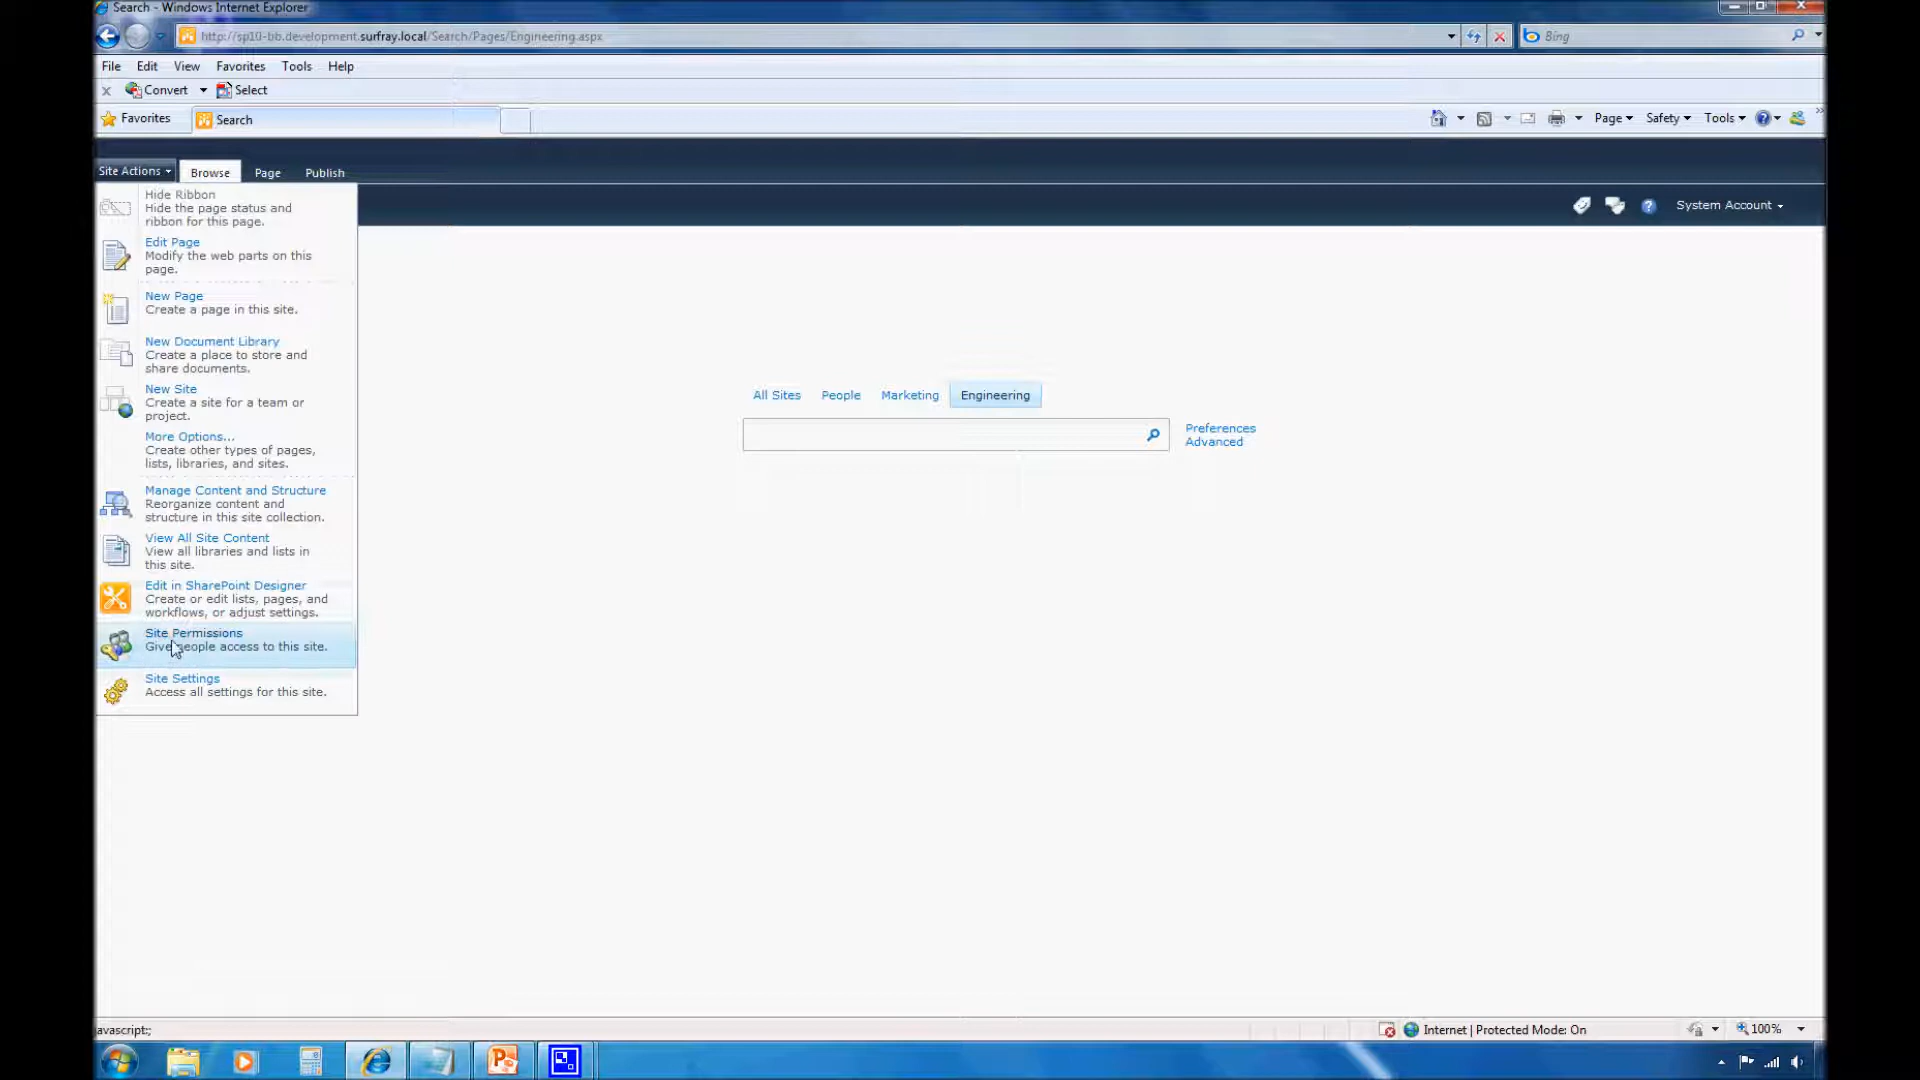 Search - Windows Internet Explorer
http://sp10-bb.development.surfray.local/Search/Pages/Engineering.aspx
Bing
File Edit View Favorites Tools Help
x Convert Select
Favorites Search
Page Safety Tools
Site Actions Browse Page Publish
System Account
Hide Ribbon
Hide the page status and
ribbon for this page.
Edit Page
Modify the web parts on this
page.
New Page
Create a page in this site.
New Document Library
Create a place to store and
share documents.
New Site
Create a site for a team or
project.
More Options...
Create other types of pages,
lists, libraries, and sites.
Manage Content and Structure
Reorganize content and
structure in this site collection.
View All Site Content
View all libraries and lists in
this site.
Edit in SharePoint Designer
Create or edit lists, pages, and
workflows, or adjust settings.
Site Permissions
Give people access to this site.
Site Settings
Access all settings for this site.
All Sites People Marketing Engineering
Preferences
Advanced
avascript:;
Internet | Protected Mode: On
100%